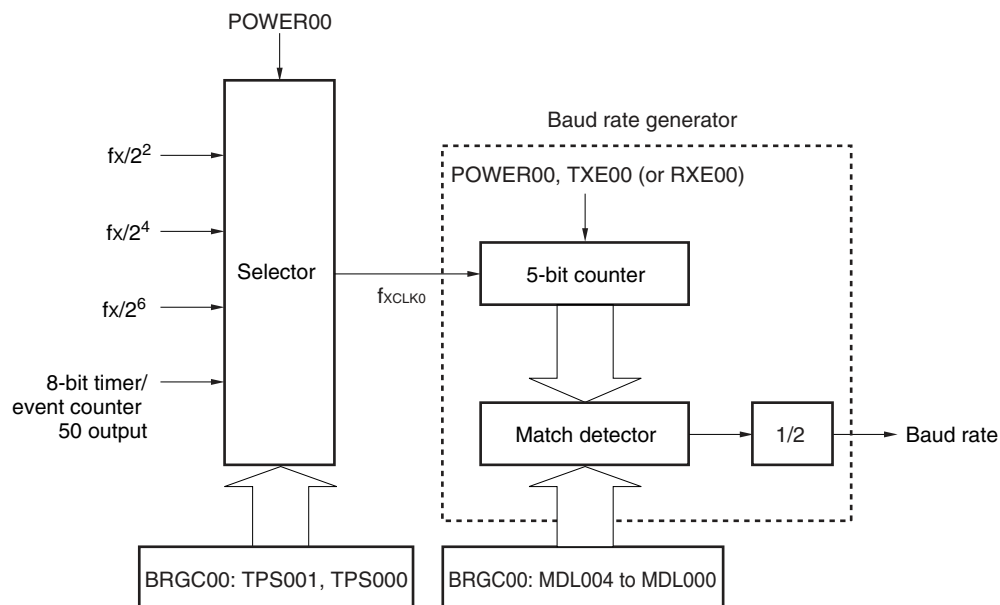 POWER00
Baud rate generator
fx/2²
POWER00, TXE00 (or RXE00)
fx/2⁴
Selector
5-bit counter
fXCLK0
fx/2⁶
8-bit timer/
event counter
50 output
Match detector
1/2
Baud rate
BRGC00: TPS001, TPS000
BRGC00: MDL004 to MDL000